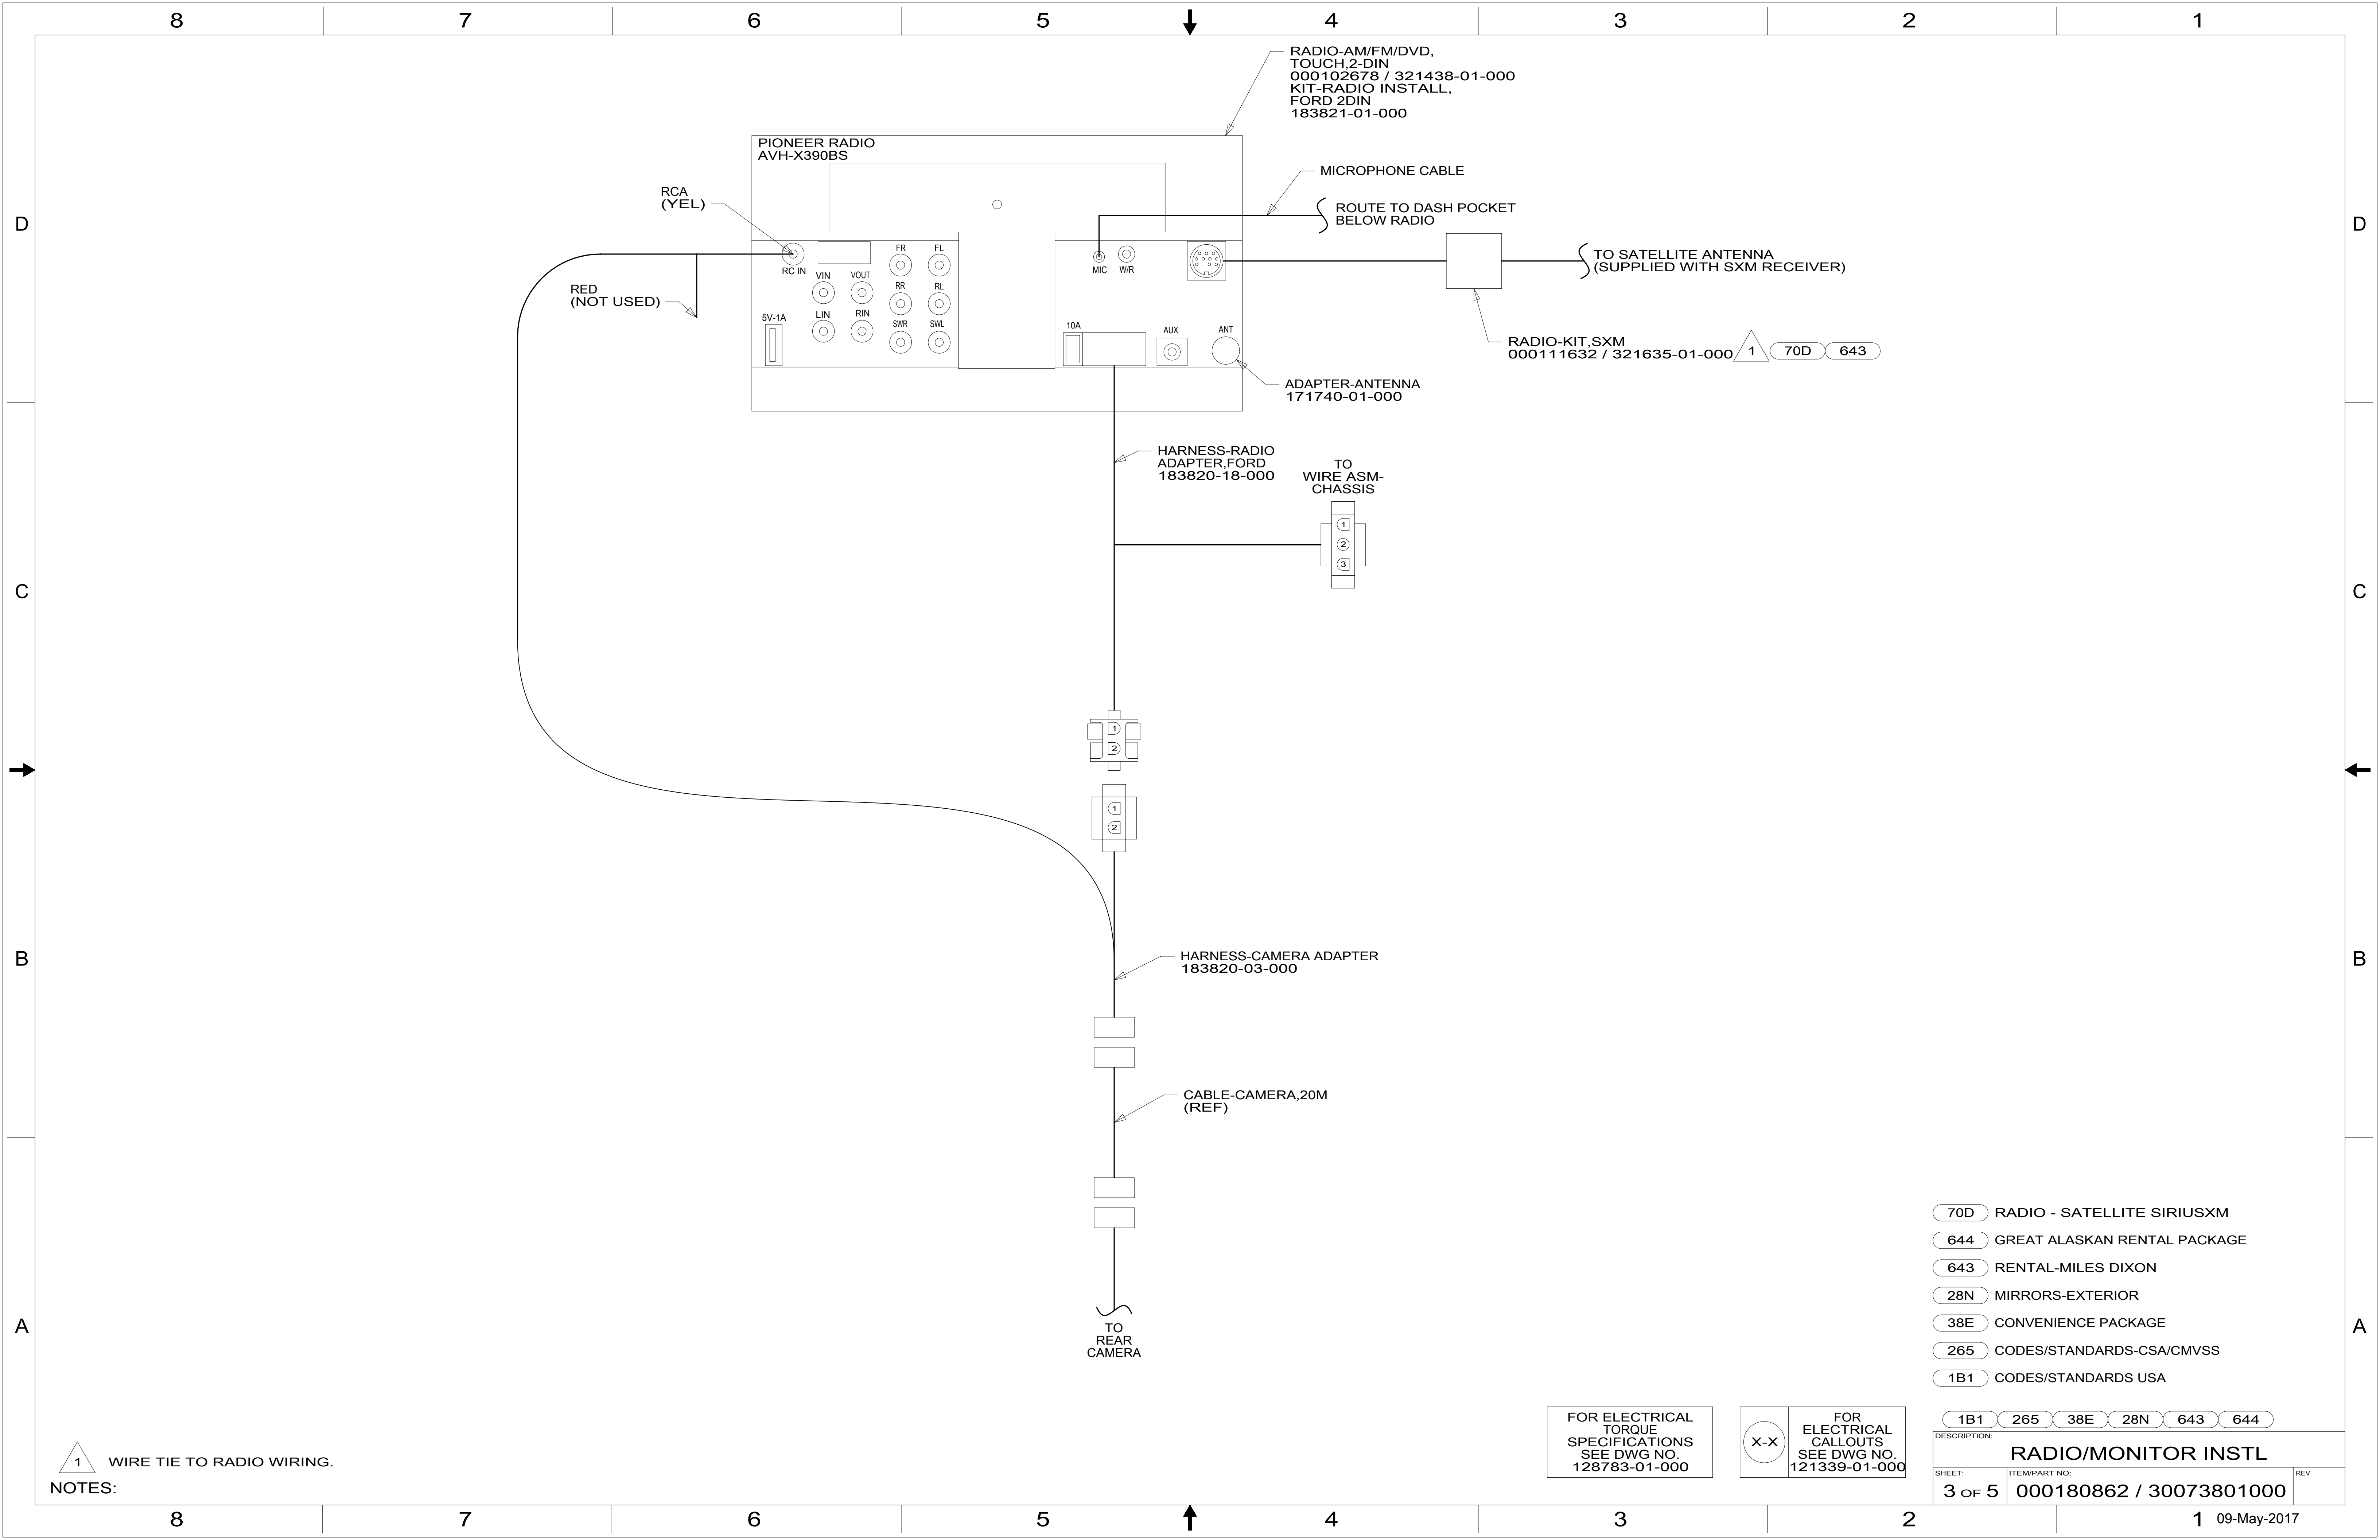 8 7 6 5 4 3 2 1
RADIO-AM/FM/DVD,
TOUCH,2-DIN
000102678 / 321438-01-000
KIT-RADIO INSTALL,
FORD 2DIN
183821-01-000
PIONEER RADIO
AVH-X390BS
MICROPHONE CABLE
RCA
(YEL)
ROUTE TO DASH POCKET
BELOW RADIO
D D
TO SATELLITE ANTENNA
(SUPPLIED WITH SXM RECEIVER)
FR FL
RC IN VIN VOUT
MIC W/R
RED
(NOT USED)
RR RL
5V-1A LIN RIN SWR SWL
10A AUX ANT
RADIO-KIT,SXM
000111632 / 321635-01-000 1 70D 643
ADAPTER-ANTENNA
171740-01-000
HARNESS-RADIO
ADAPTER,FORD
183820-18-000
TO
WIRE ASM-
CHASSIS
1
2
3
C C
1
2
1
2
B B
HARNESS-CAMERA ADAPTER
183820-03-000
CABLE-CAMERA,20M
(REF)
A A
TO
REAR
CAMERA
70D RADIO - SATELLITE SIRIUSXM
644 GREAT ALASKAN RENTAL PACKAGE
643 RENTAL-MILES DIXON
28N MIRRORS-EXTERIOR
38E CONVENIENCE PACKAGE
265 CODES/STANDARDS-CSA/CMVSS
1B1 CODES/STANDARDS USA
1B1 265 38E 28N 643 644
FOR ELECTRICAL
TORQUE
SPECIFICATIONS
SEE DWG NO.
128783-01-000
X-X
FOR
ELECTRICAL
CALLOUTS
SEE DWG NO.
121339-01-000
DESCRIPTION:
RADIO/MONITOR INSTL
SHEET: ITEM/PART NO: REV
3 OF 5 000180862 / 30073801000
1 WIRE TIE TO RADIO WIRING.
NOTES:
8 7 6 5 4 3 2 1 09-May-2017